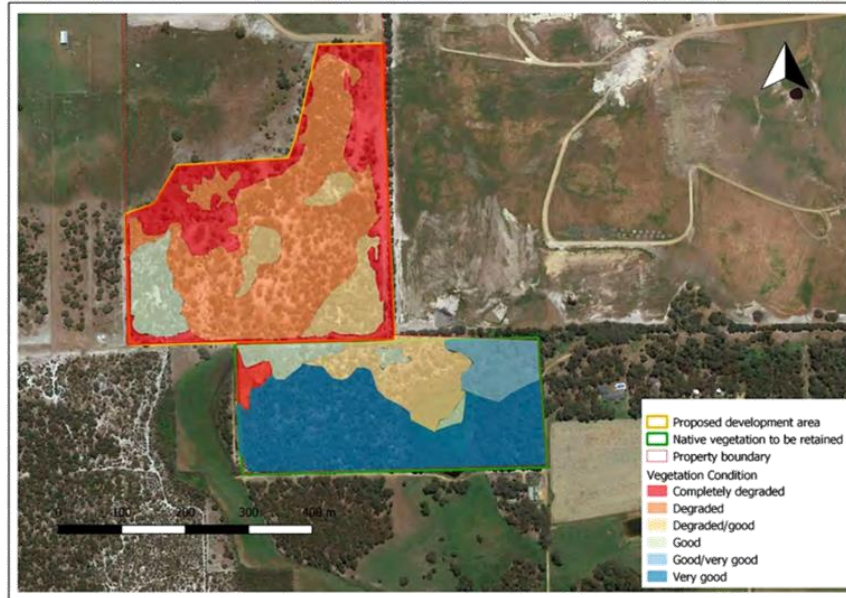 0
100
200
300
400 m
Proposed development area
Native vegetation to be retained
Property boundary
Vegetation Condition
Completely degraded
Degraded
Degraded/good
Good
Good/very good
Very good